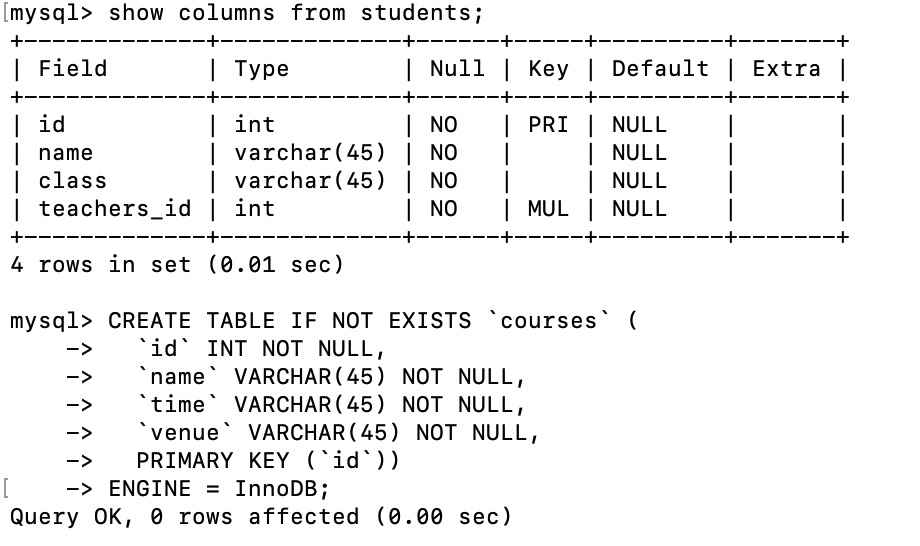 [mysql> show columns from students;
+--------------+-------------+------+-----+---------+-------+
| Field        | Type        | Null | Key | Default | Extra |
+--------------+-------------+------+-----+---------+-------+
| id           | int         | NO   | PRI | NULL    |       |
| name         | varchar(45) | NO   |     | NULL    |       |
| class        | varchar(45) | NO   |     | NULL    |       |
| teachers_id  | int         | NO   | MUL | NULL    |       |
+--------------+-------------+------+-----+---------+-------+
4 rows in set (0.01 sec)

mysql> CREATE TABLE IF NOT EXISTS `courses` (
    ->   `id` INT NOT NULL,
    ->   `name` VARCHAR(45) NOT NULL,
    ->   `time` VARCHAR(45) NOT NULL,
    ->   `venue` VARCHAR(45) NOT NULL,
    ->   PRIMARY KEY (`id`))
[    -> ENGINE = InnoDB;
Query OK, 0 rows affected (0.00 sec)